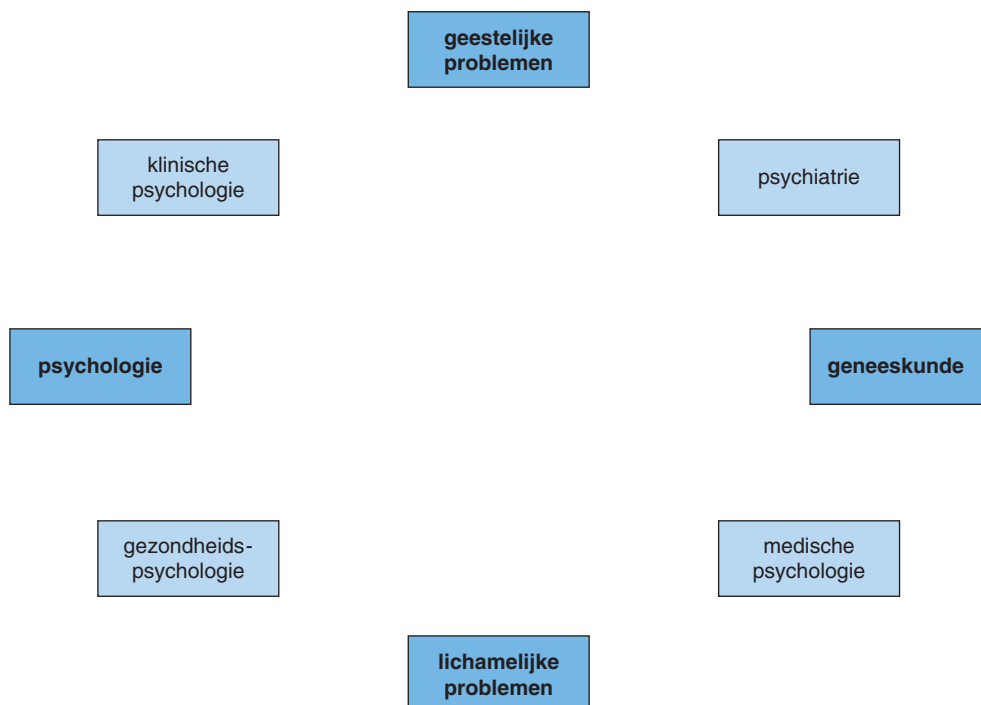 geestelijke
problemen
klinische
psychologie
psychiatrie
psychologie
geneeskunde
gezondheids-
psychologie
medische
psychologie
lichamelijke
problemen